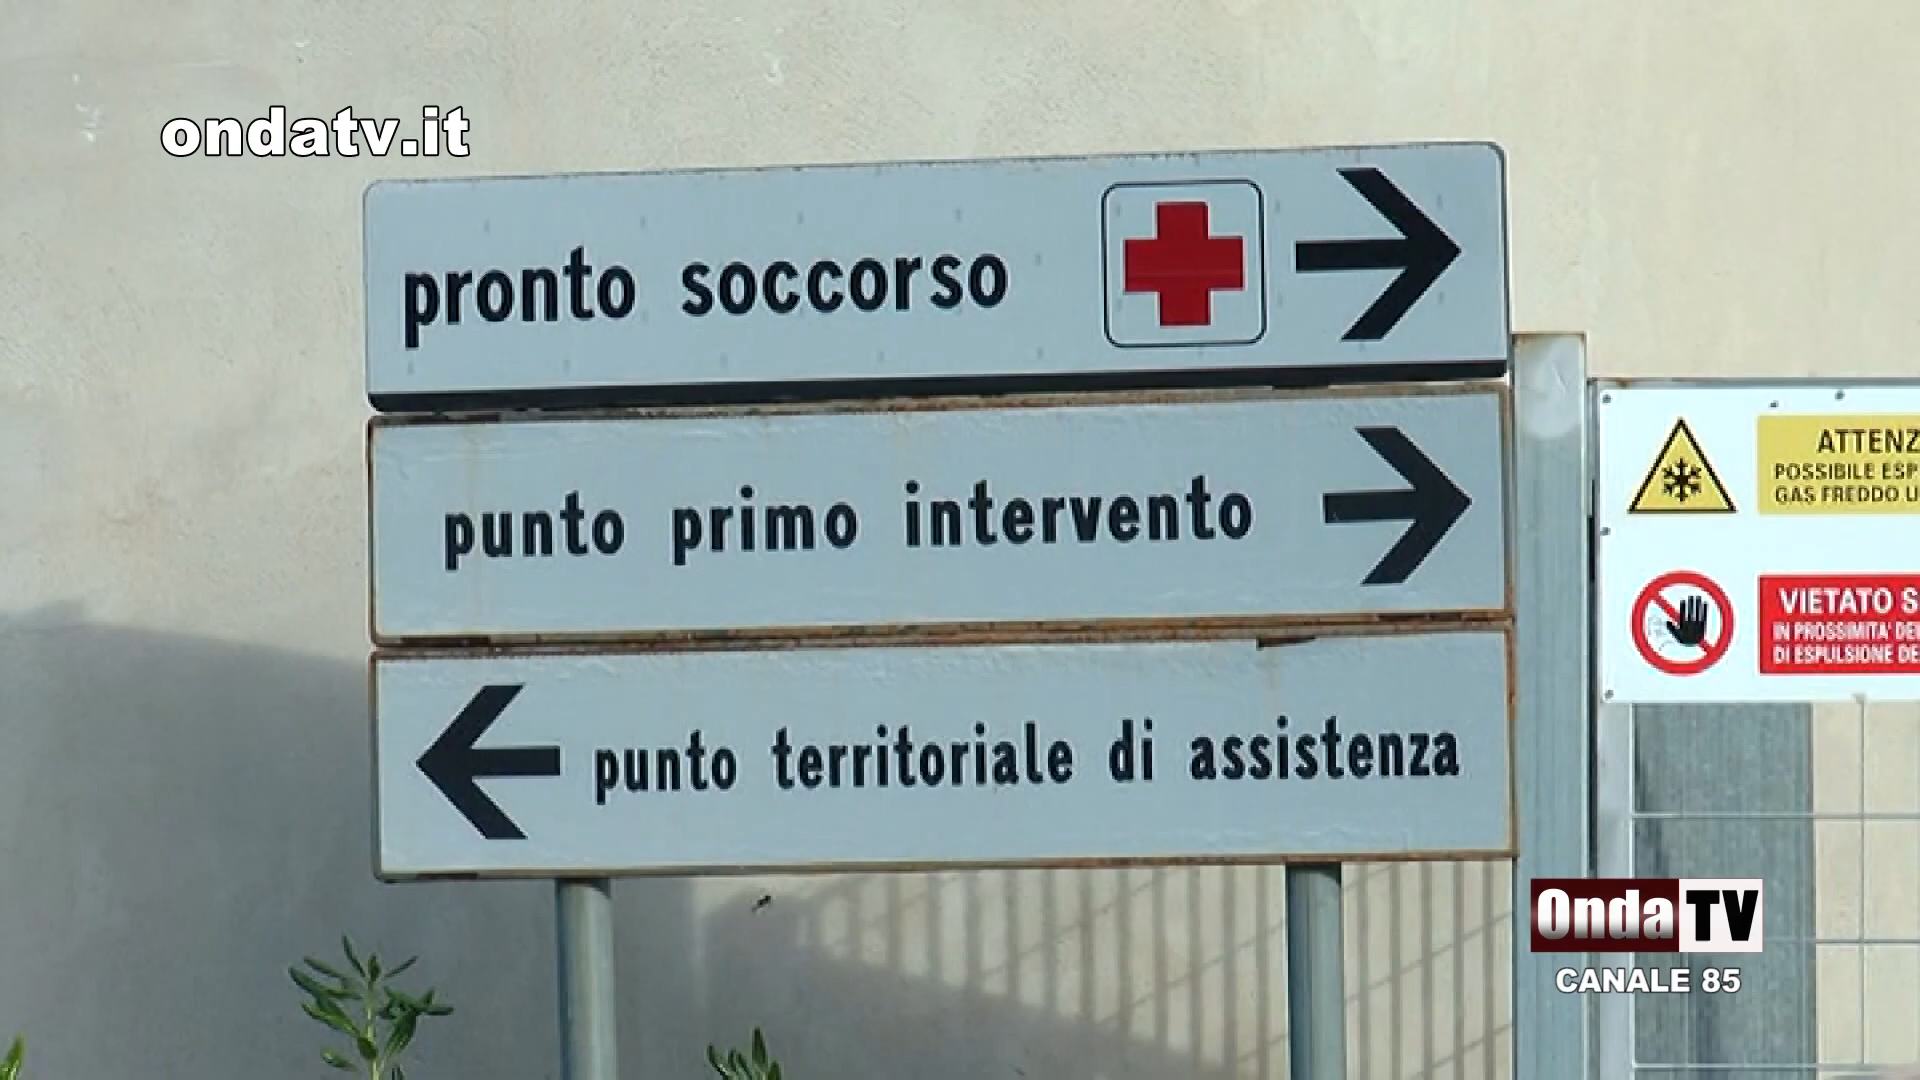 ondatv.it
pronto soccorso
punto primo intervento
punto territoriale di assistenza
ATTENZ
POSSIBILE ESP
GAS FREDDO
VIETATO S
IN PROSSIMITA' DE
DI ESPULSIONE DE
Onda TV
CANALE 85